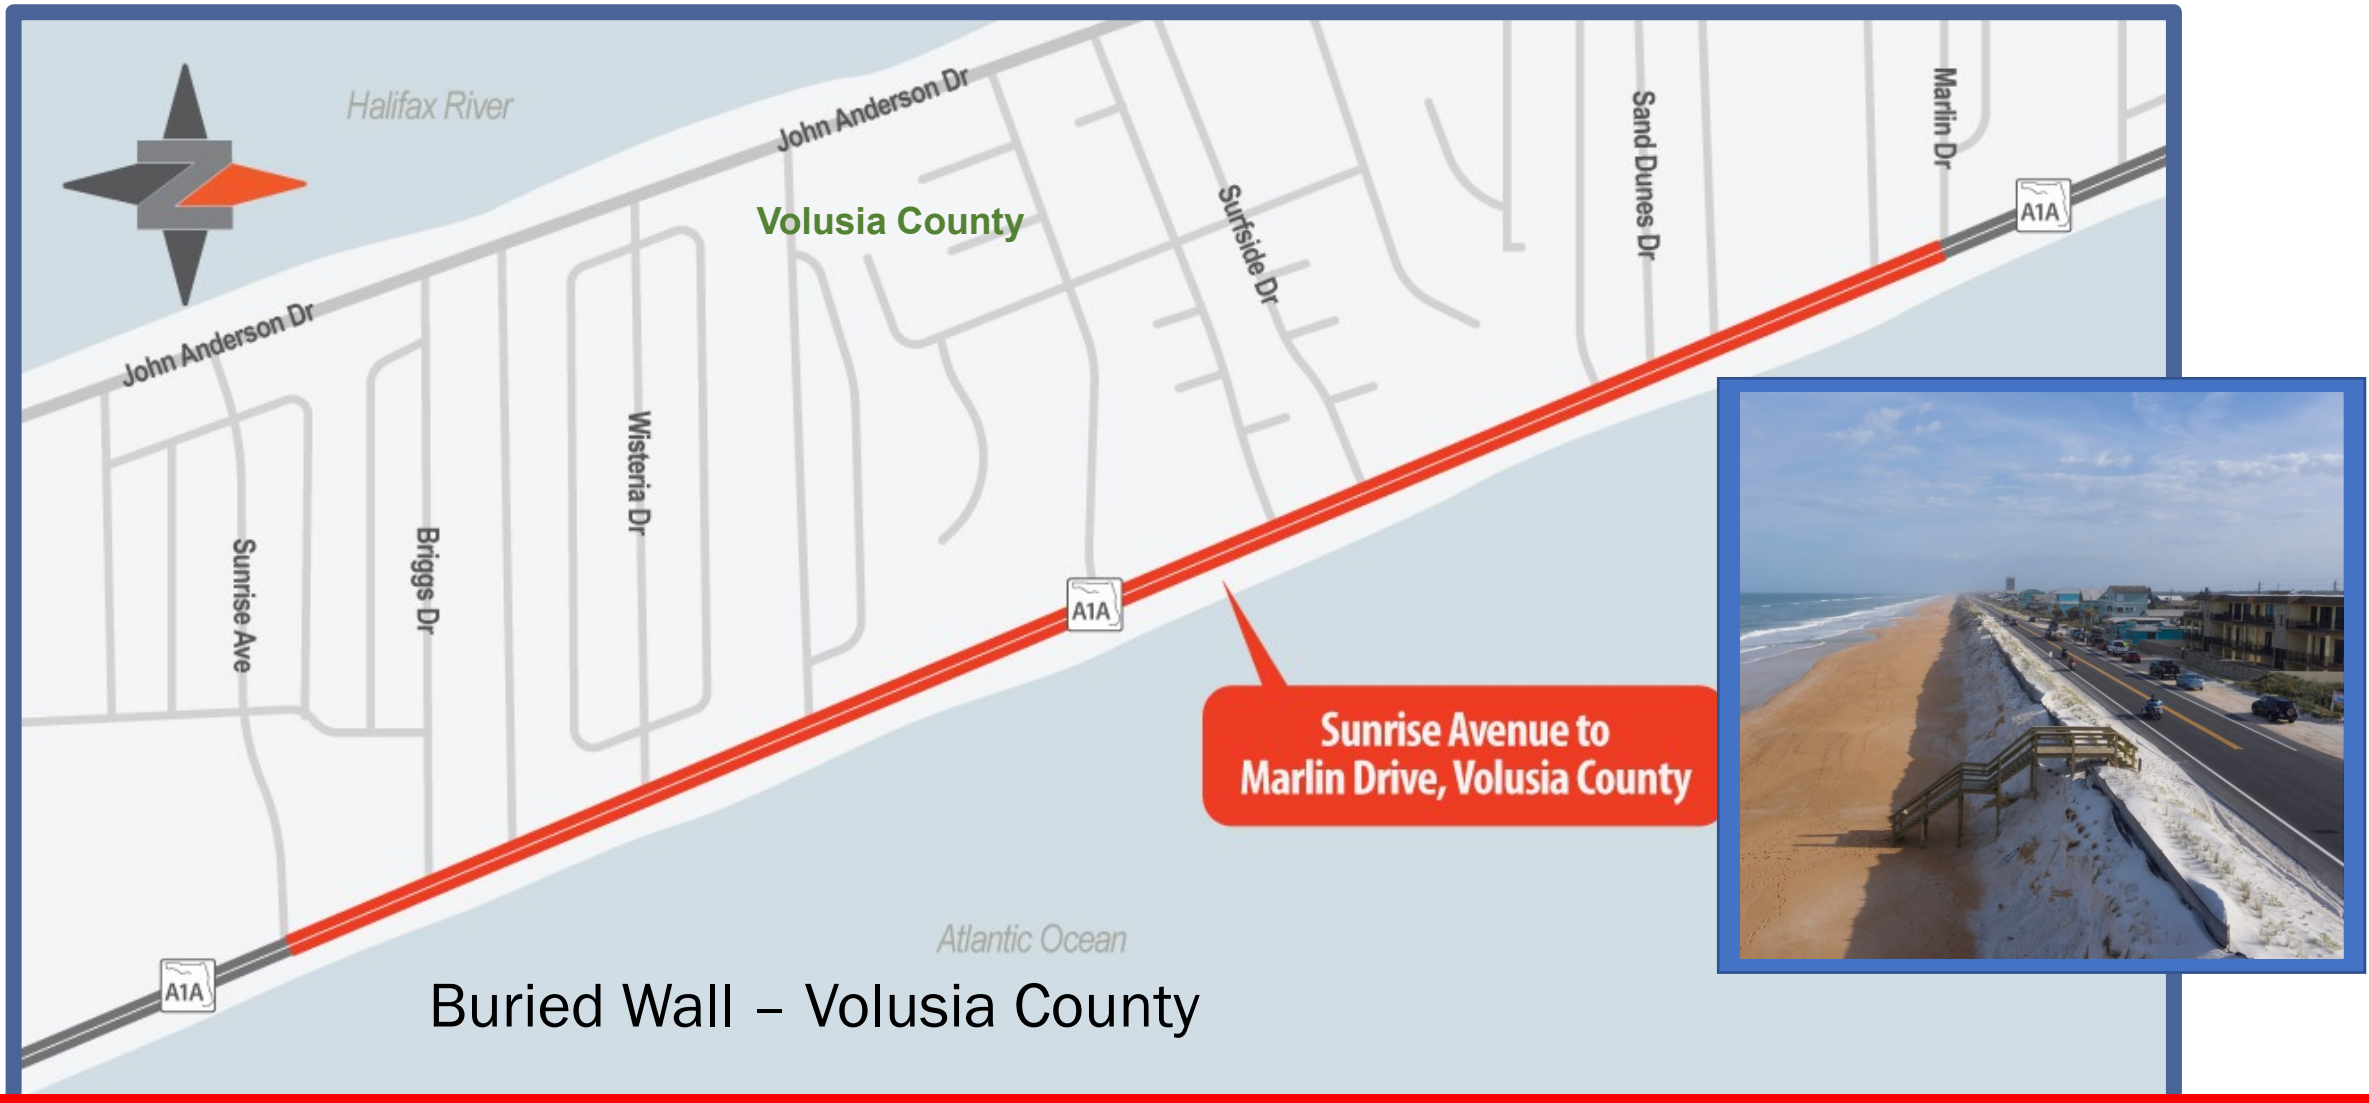 Halifax River
John Anderson Dr
John Anderson Dr
Volusia County
Surfside Dr
Sand Dunes Dr
Marlin Dr
A1A
Sunrise Ave
Briggs Dr
Wisteria Dr
A1A
Sunrise Avenue to
Marlin Drive, Volusia County
Atlantic Ocean
A1A
Buried Wall – Volusia County